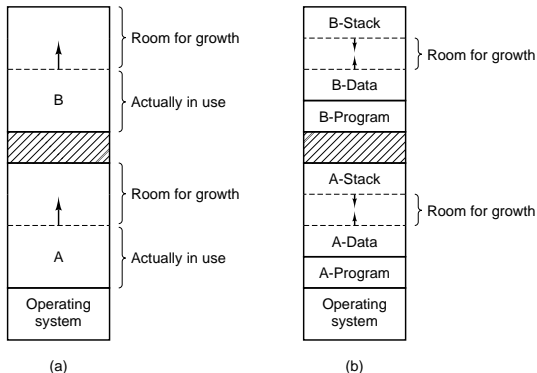 Room for growth
B
Actually in use
Room for growth
A
Actually in use
Operating
system
(a)
B-Stack
Room for growth
B-Data
B-Program
A-Stack
Room for growth
A-Data
A-Program
Operating
system
(b)